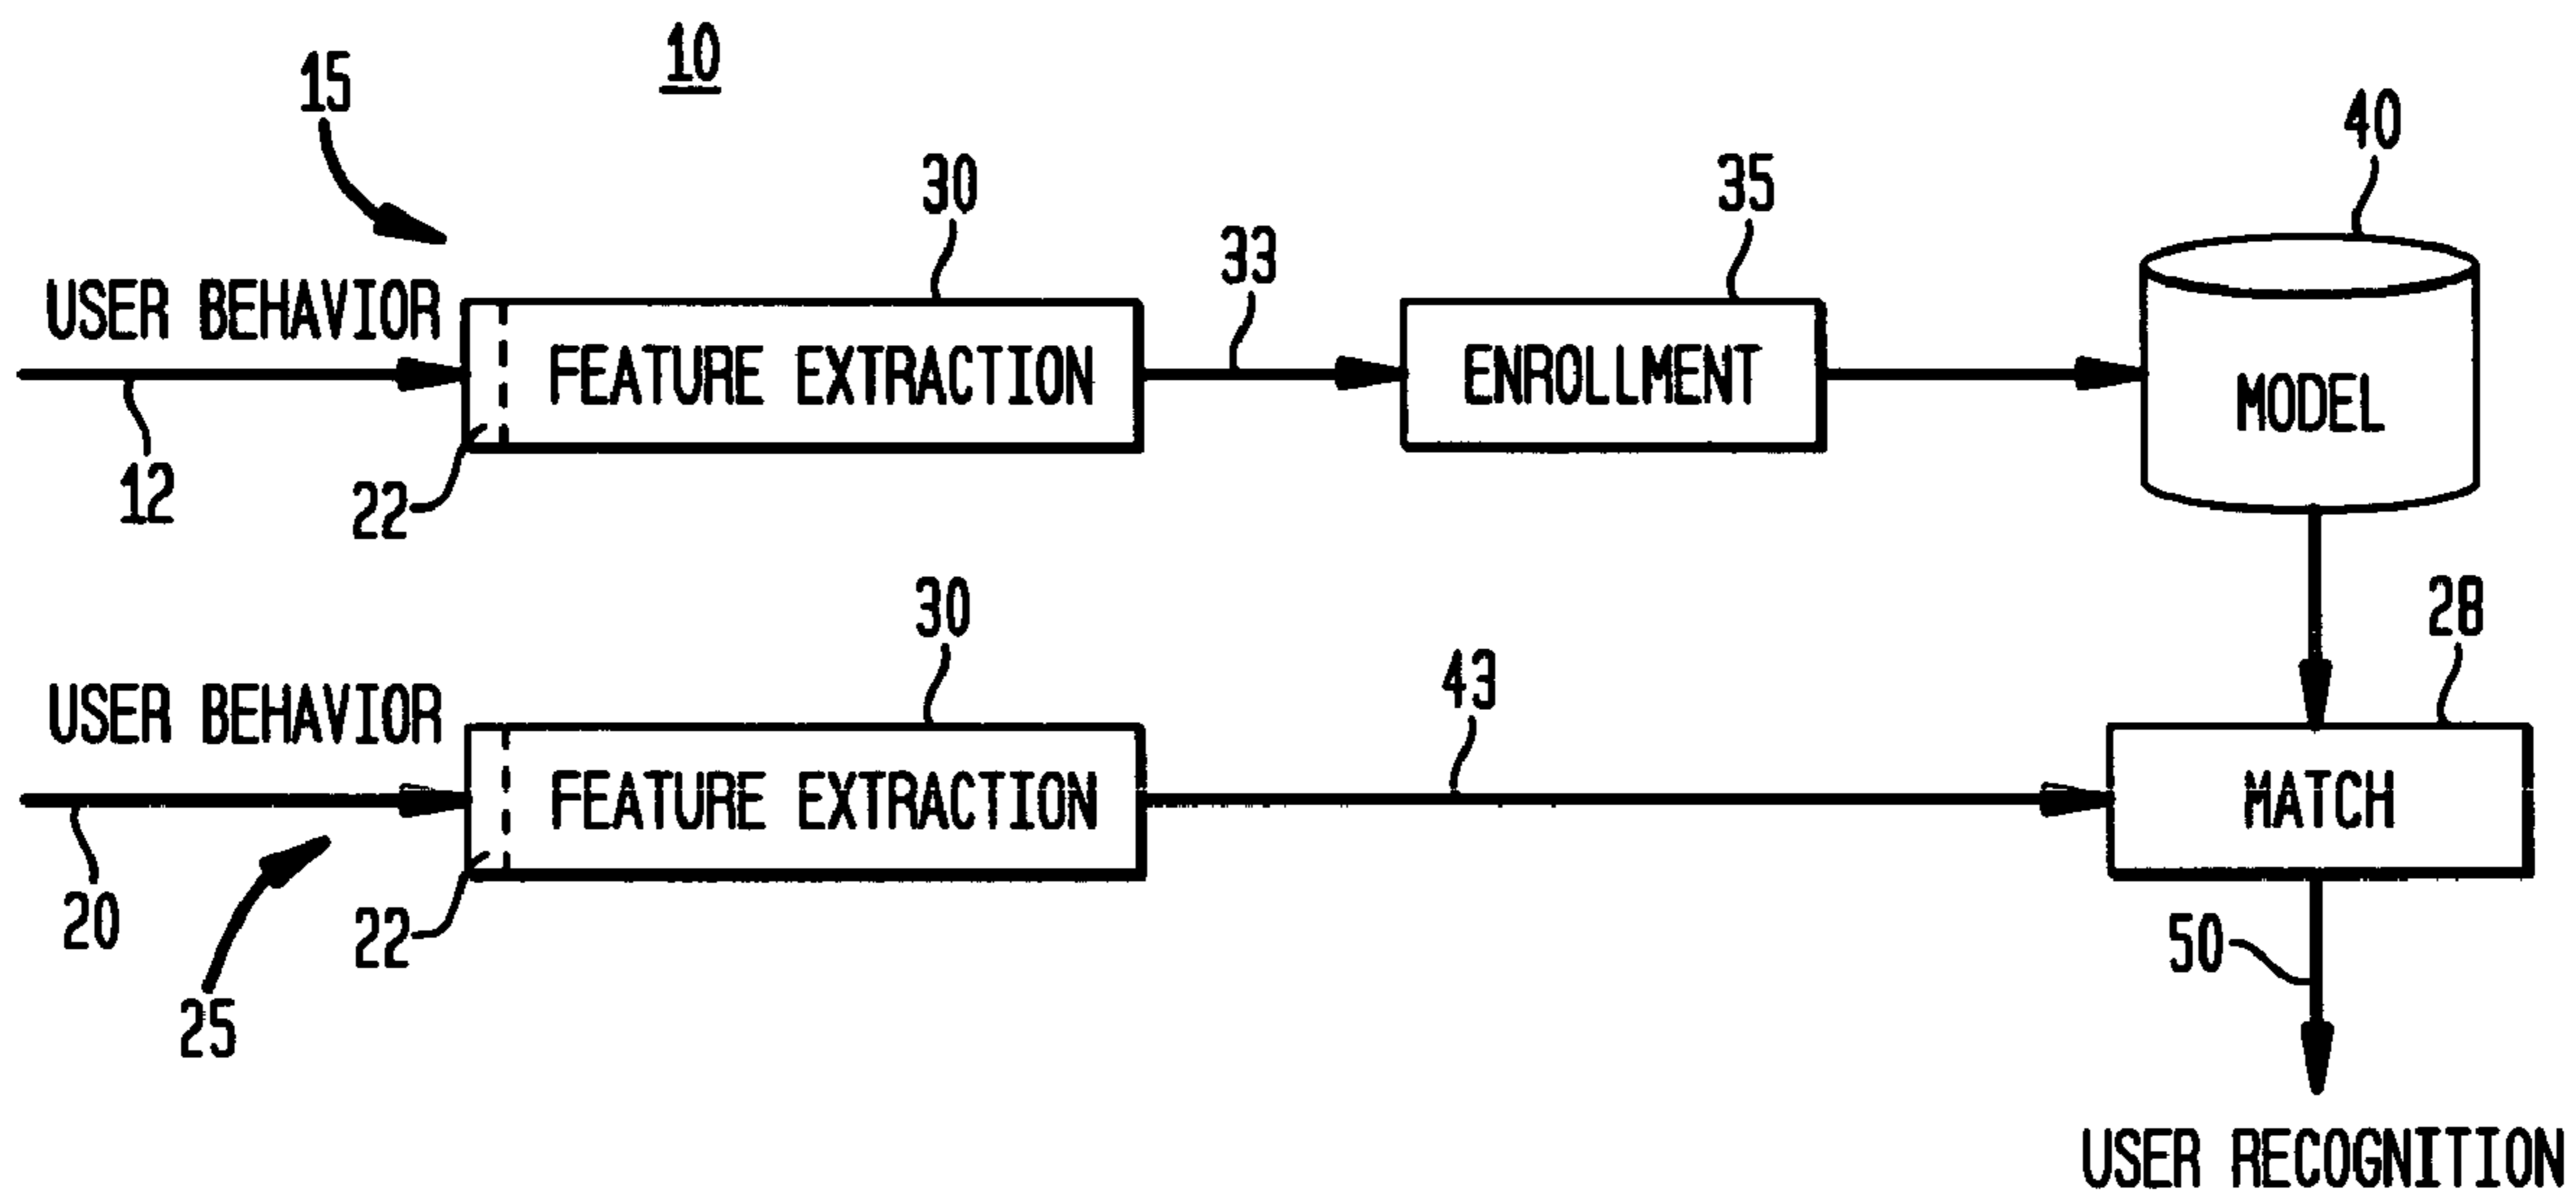 10
15
40
30
35
33
USER BEHAVIOR
FEATURE EXTRACTION
ENROLLMENT
MODEL
12
22
30
28
43
USER BEHAVIOR
FEATURE EXTRACTION
MATCH
20
22
50
25
USER RECOGNITION